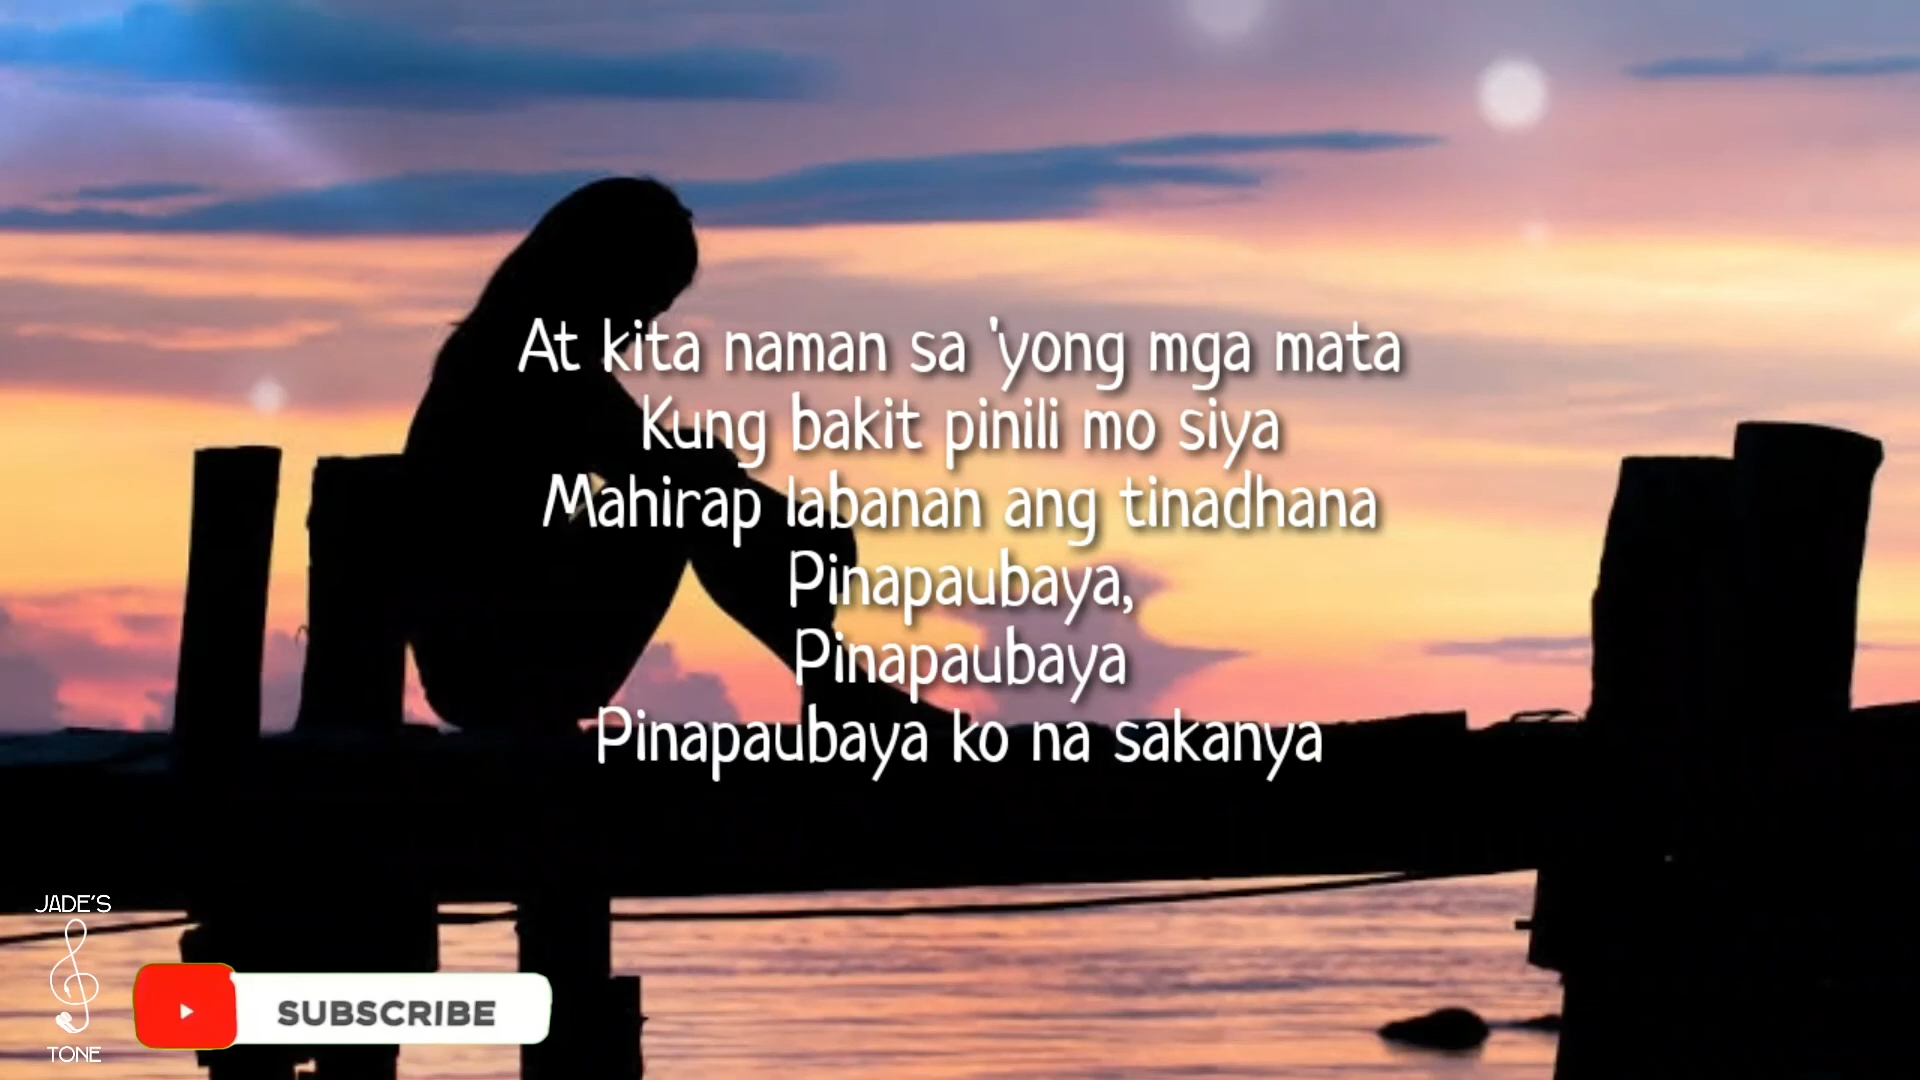 At kita naman sa 'yong mga mata
Kung bakit pinili mo siya
Mahirap labanan ang tinadhana
Pinapaubaya,
Pinapaubaya
Pinapaubaya ko na sakanya
JADE'S
TONE
SUBSCRIBE